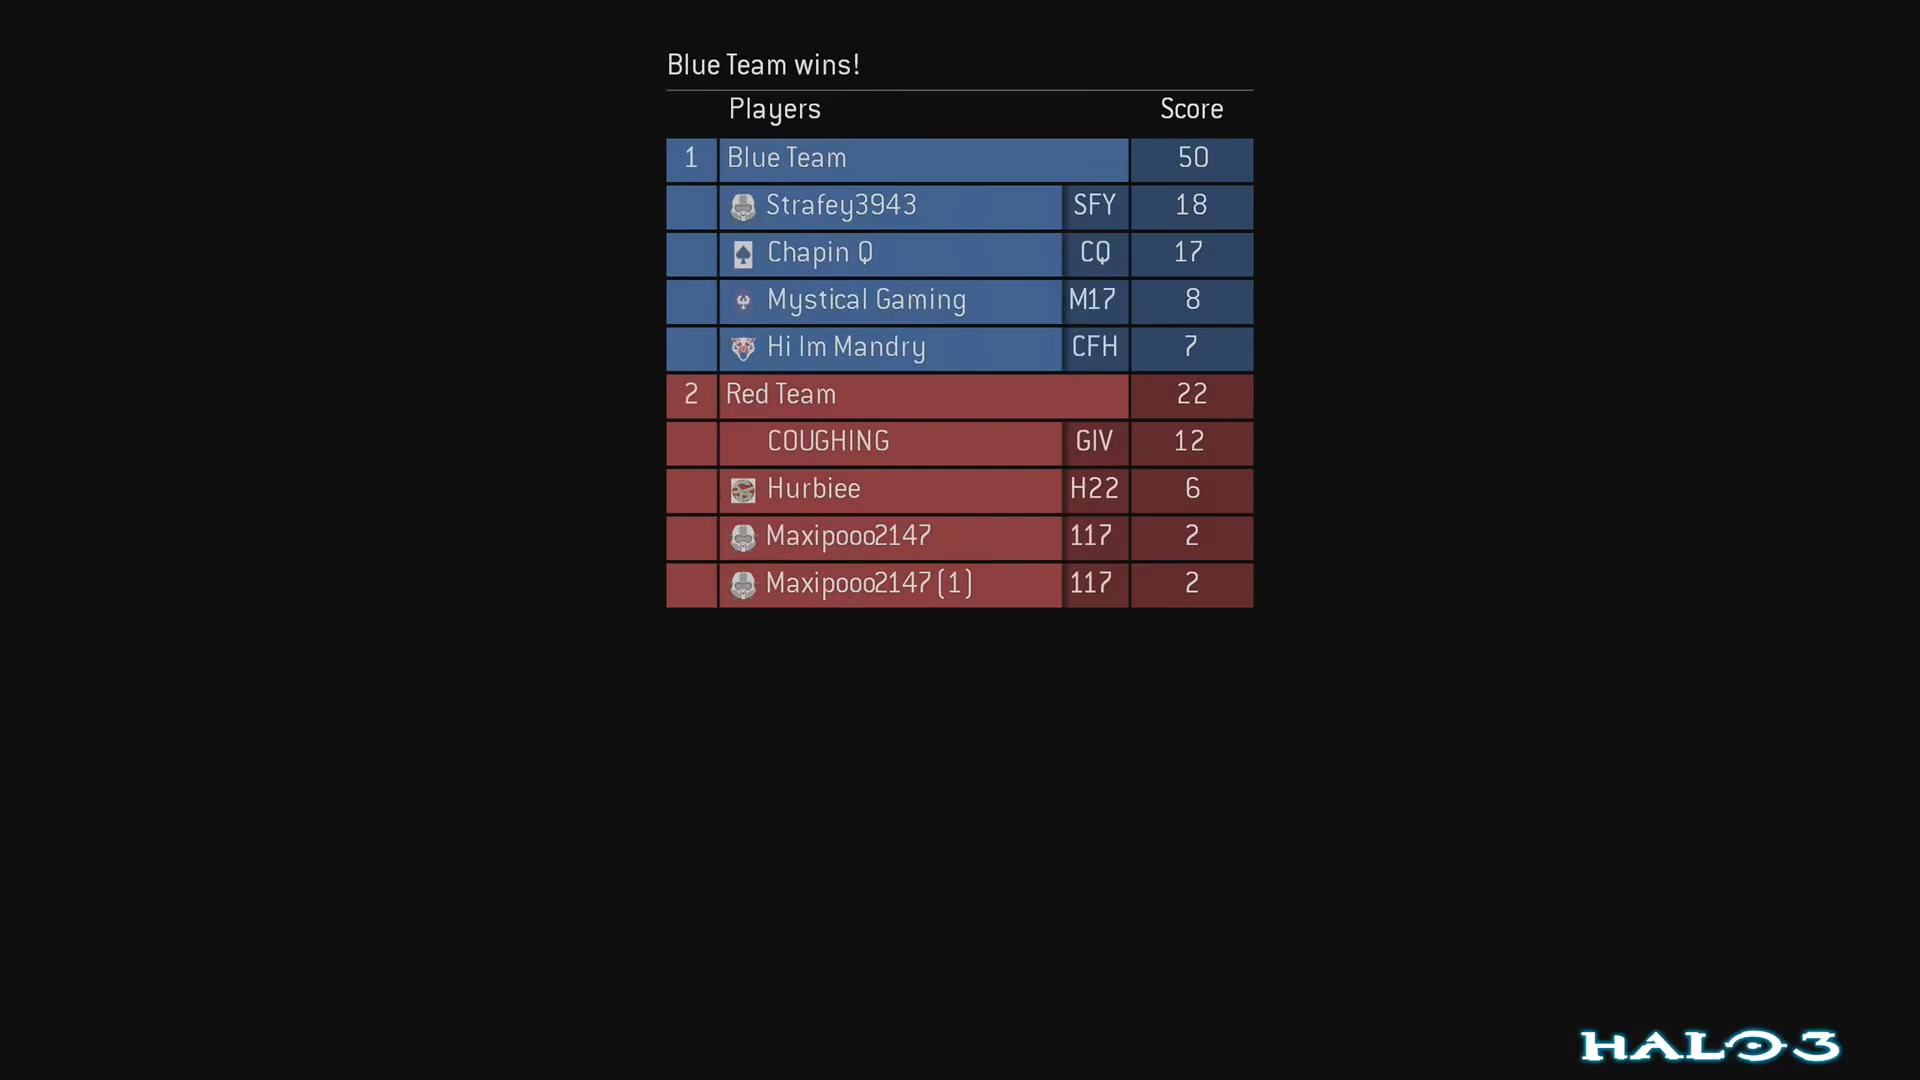 Blue Team wins!
Players Score
1 Blue Team 50
Strafey3943 SFY 18
Chapin Q CQ 17
Mystical Gaming M17 8
Hi Im Mandry CFH 7
2 Red Team 22
COUGHING GIV 12
Hurbiee H22 6
Maxipooo2147 117 2
Maxipooo2147(1) 117 2
HALO 3